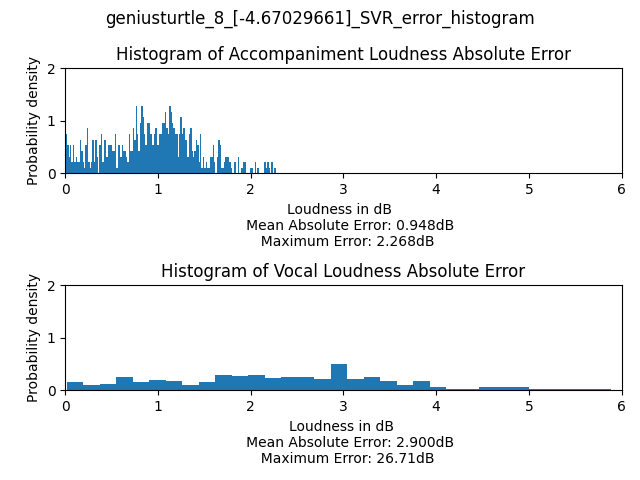 geniusturtle_8_[-4.67029661]_SVR_error_histogram
Histogram of Accompaniment Loudness Absolute Error
Probability density
2
1
0
0 1 2 3 4 5 6
Loudness in dB
Mean Absolute Error: 0.948dB
Maximum Error: 2.268dB
Histogram of Vocal Loudness Absolute Error
Probability density
2
1
0
0 1 2 3 4 5 6
Loudness in dB
Mean Absolute Error: 2.900dB
Maximum Error: 26.71dB